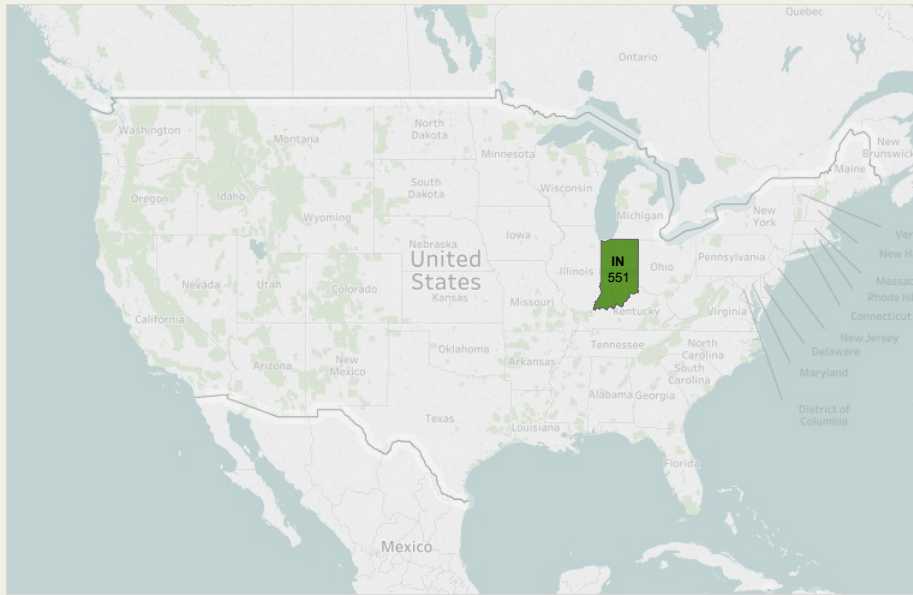 Quebec
Ontario
Washington
Montana
North
Dakota
Minnesota
New
Brunswick
Maine
Oregon
Idaho
South
Dakota
Wisconsin
Michigan
New
York
Wyoming
Iowa
Nebraska
United
States
Nevada
Utah
Colorado
Kansas
Illinois
IN
551
Ohio
Pennsylvania
Missouri
Kentucky
Virginia
California
Arizona
New
Mexico
Oklahoma
Arkansas
Tennessee
North
Carolina
South
Carolina
Alabama
Georgia
Texas
Louisiana
Florida
Mexico
Ver
New H
Massac
Rhode Isl
Connecticut
New Jersey
Delaware
Maryland
District of
Columbia